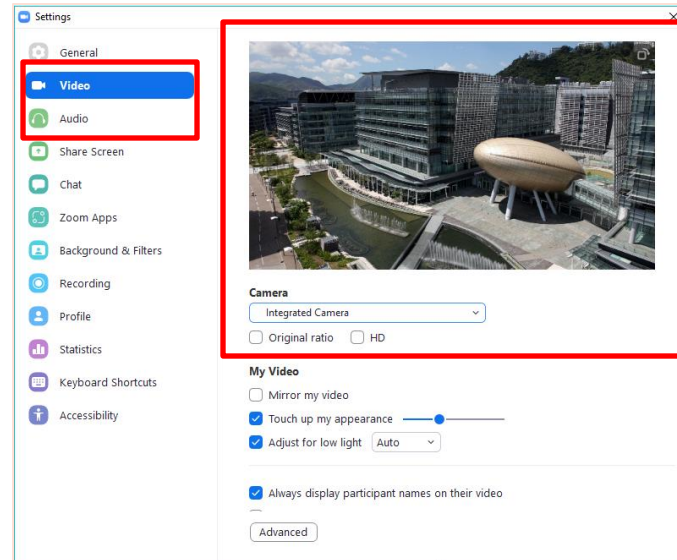 Settings
General
Video
Audio
Share Screen
Chat
Zoom Apps
Background & Filters
Recording
Profile
Statistics
Keyboard Shortcuts
Accessibility
Camera
Integrated Camera
Original ratio HD
My Video
Mirror my video
Touch up my appearance
Adjust for low light Auto
Always display participant names on their video
Advanced